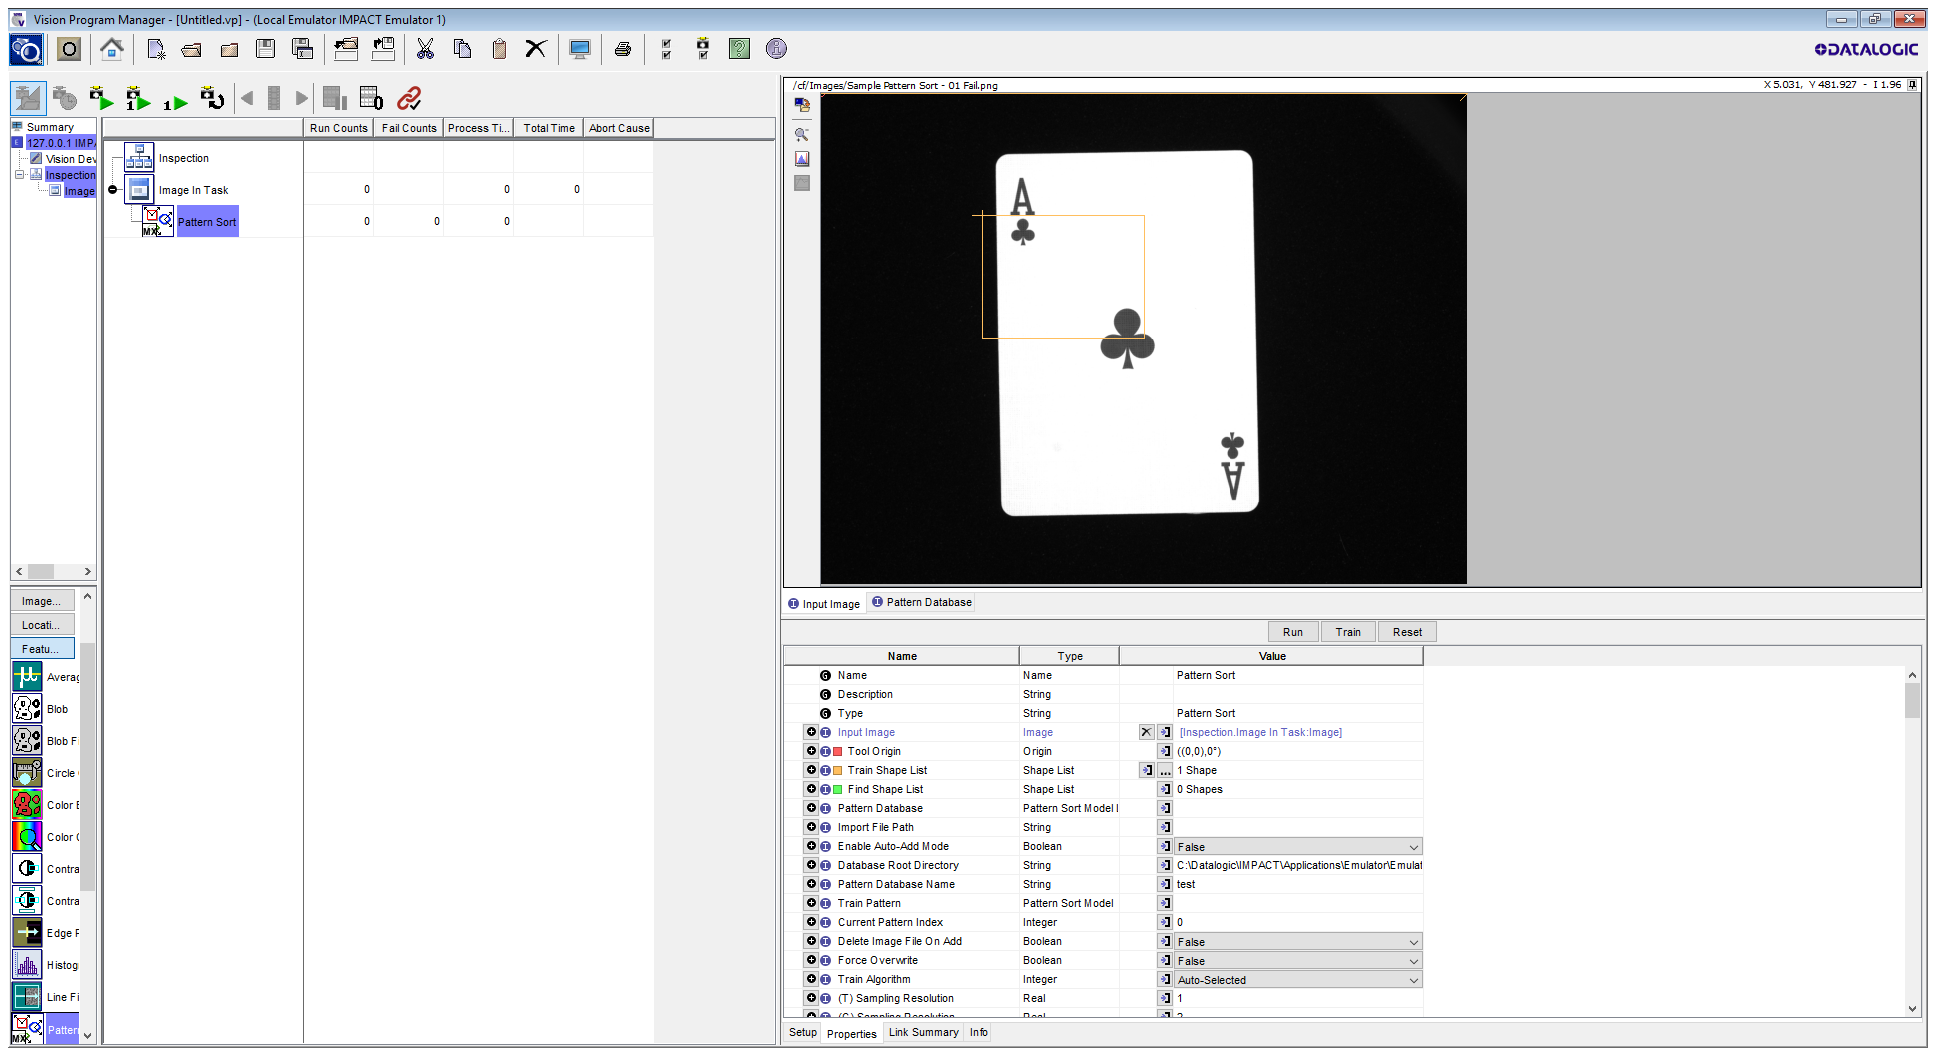 Vision Program Manager - [Untitled.vp] - (Local Emulator IMPACT Emulator 1)
DATALOGIC
/cf/Images/Sample Pattern Sort - 01 Fail.png
X 5.031, Y 481.927 - I 1.96
Summary
127.0.0.1 IMPA
Vision Dev
Inspection
Image
Run Counts Fail Counts Process Ti... Total Time Abort Cause
Inspection
Image In Task 0 0 0
Pattern Sort 0 0 0
MX
A
A
Image...
Locati...
Featu...
Averag
Blob
Blob F
Circle
Color
Color
Contra
Contra
Edge F
Histog
Line Fi
Patter
MX
Input Image Pattern Database
Run Train Reset
Name Type Value
Name Name Pattern Sort
Description String
Type String Pattern Sort
Input Image Image [Inspection.Image In Task:Image]
Tool Origin Origin ((0,0),0°)
Train Shape List Shape List ... 1 Shape
Find Shape List Shape List 0 Shapes
Pattern Database Pattern Sort Model
Import File Path String
Enable Auto-Add Mode Boolean False
Database Root Directory String C:\Datalogic\IMPACT\Applications\Emulator\Emulat
Pattern Database Name String test
Train Pattern Pattern Sort Model
Current Pattern Index Integer 0
Delete Image File On Add Boolean False
Force Overwrite Boolean False
Train Algorithm Integer Auto-Selected
(T) Sampling Resolution Real 1
(C) Sampling Resolution Real 2
Setup Properties Link Summary Info